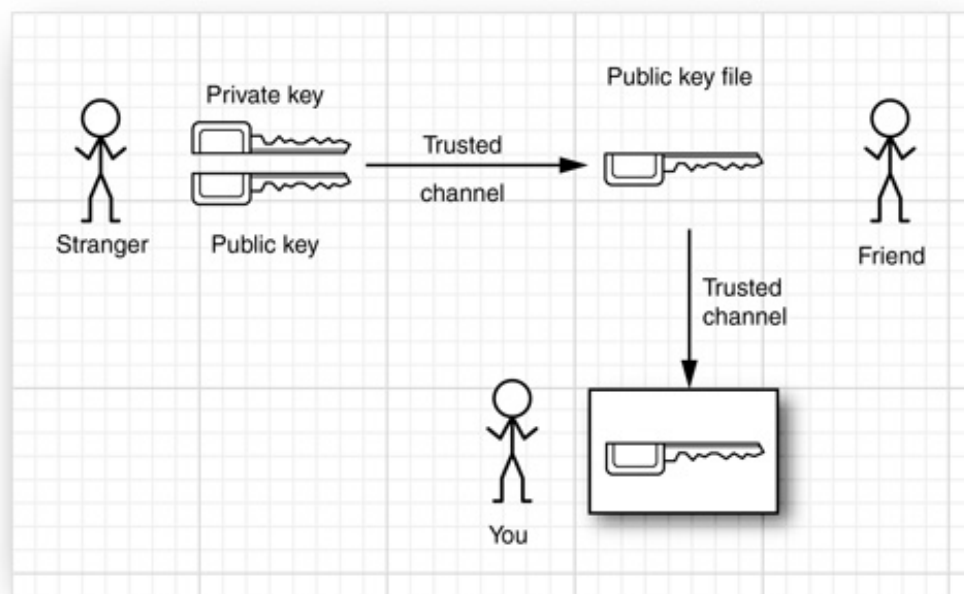 Private key
Public key file
Trusted
channel
Stranger
Public key
Friend
Trusted
channel
You